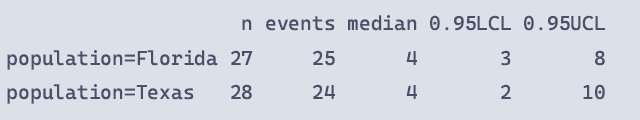 n events median 0.95LCL 0.95UCL
population=Florida 27 25 4 3 8
population=Texas 28 24 4 2 10